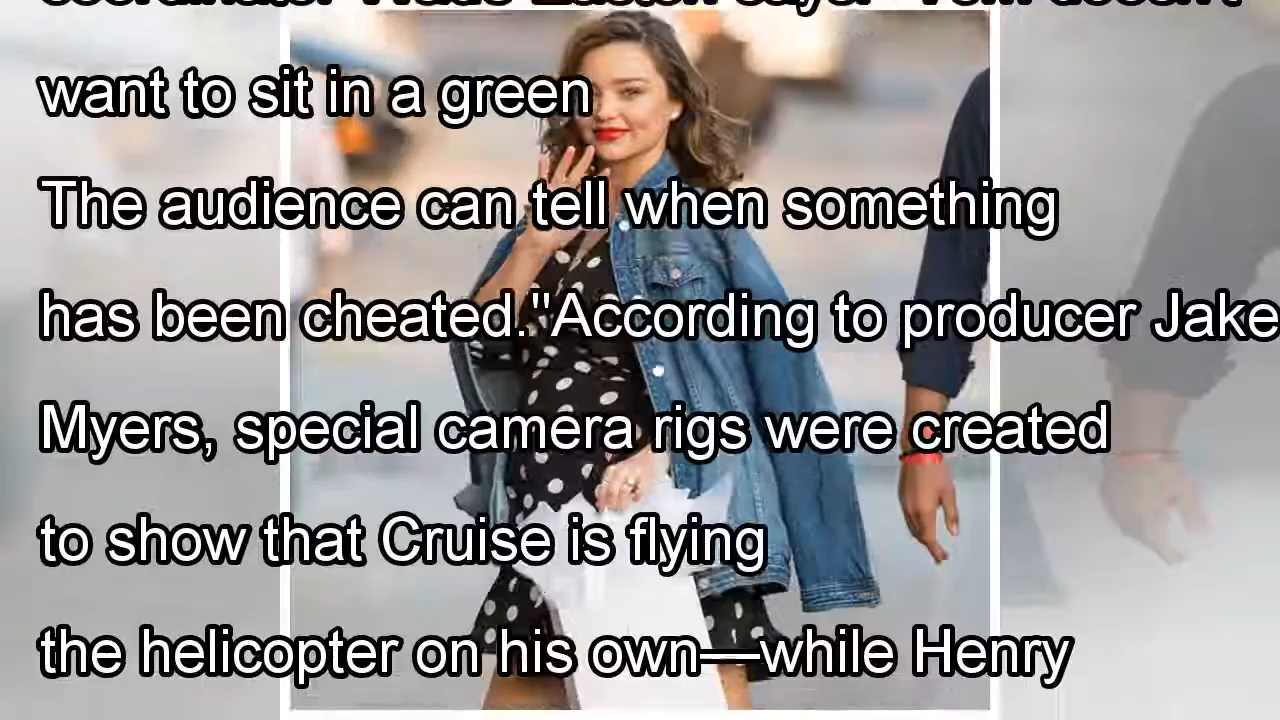 want to sit in a green
The audience can tell when something
has been cheated."According to producer Jake
Myers, special camera rigs were created
to show that Cruise is flying
the helicopter on his own—while Henry